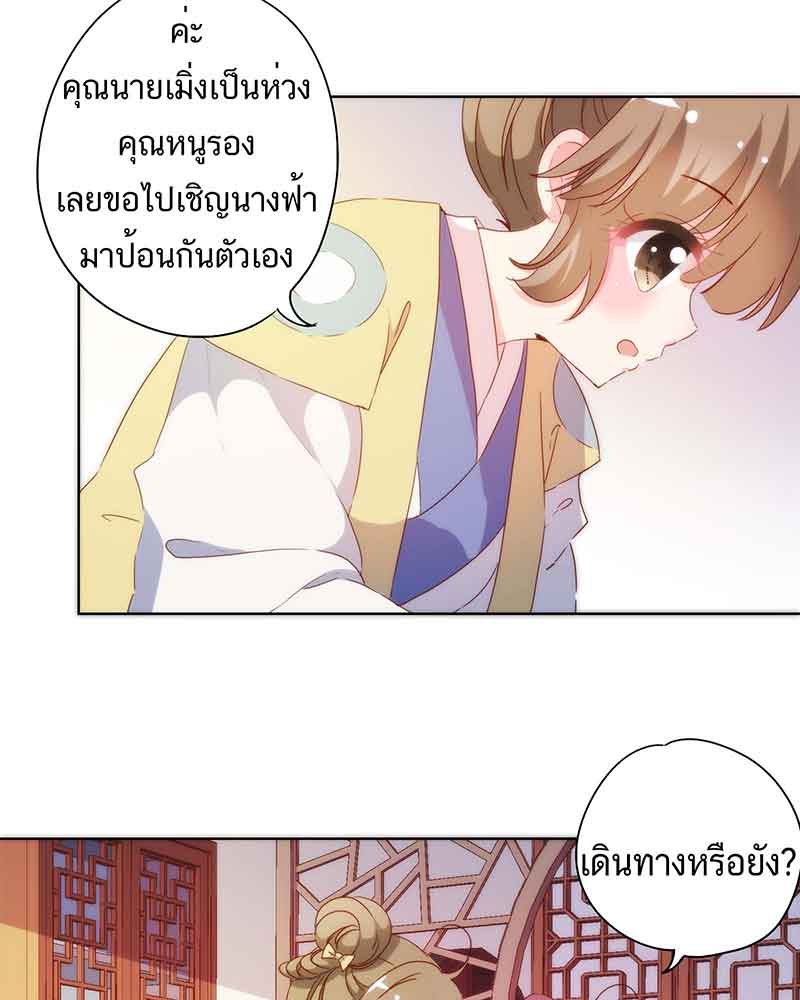 ค่ะ
คุณนายเมิ่งเป็นห่วง
คุณหนูรอง
เลยขอไปเชิญนางฟ้า
มาป้อนกันตัวเอง
เดินทางหรือยัง?